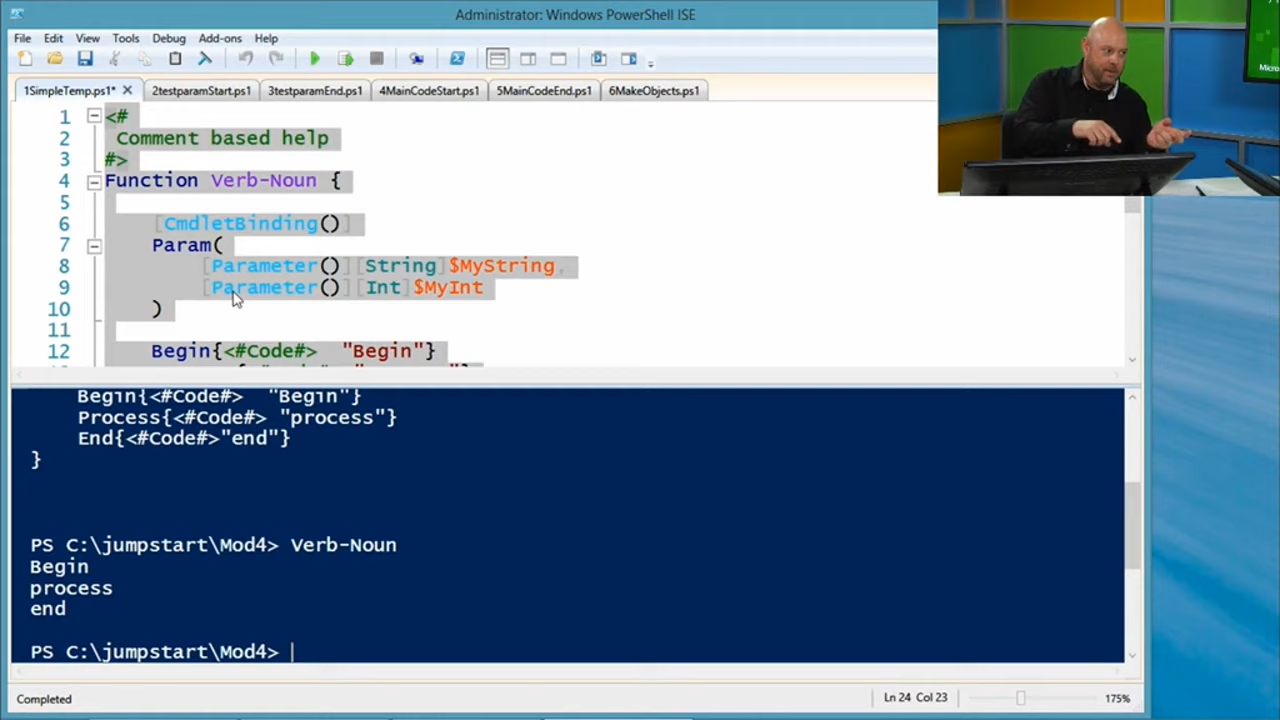 Administrator: Windows PowerShell ISE
Micro
File Edit View Tools Debug Add-ons Help
1SimpleTemp.ps1* X 2testparamStart.ps1 3testparamEnd.ps1 4MainCodeStart.ps1 5MainCodeEnd.ps1 6MakeObjects.ps1
1 <#
2 Comment based help
3 #>
4 Function Verb-Noun {
5
6 [CmdletBinding()]
7 Param(
8 [Parameter()][String]$MyString,
9 [Parameter()][Int]$MyInt
10 )
11
12 Begin{<#Code#> "Begin"}
Begin{<#Code#> "Begin"}
Process{<#Code#> "process"}
End{<#Code#>"end"}
}
PS C:\jumpstart\Mod4> Verb-Noun
Begin
process
end
PS C:\jumpstart\Mod4>
Completed Ln 24 Col 23 175%